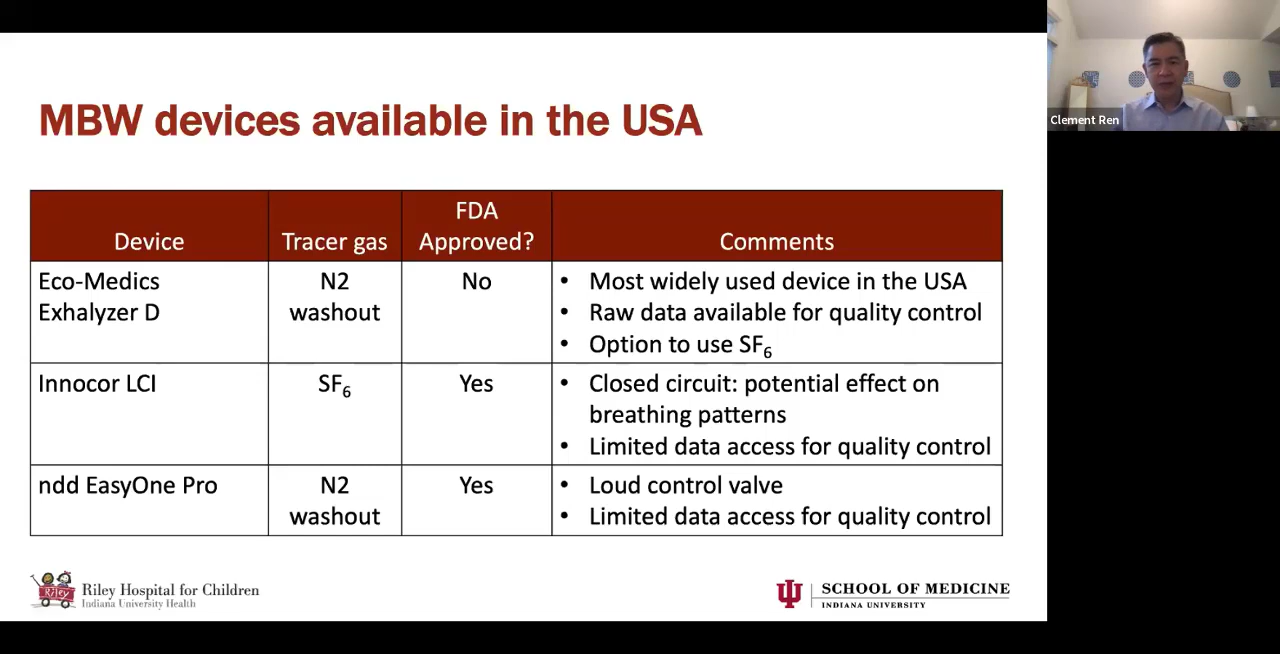 MBW devices available in the USA
Clement Ren
Device
Tracer gas
FDA
Approved?
Comments
Eco-Medics
Exhalyzer D
N2
washout
No
• Most widely used device in the USA
• Raw data available for quality control
• Option to use SF₆
Innocor LCI
SF₆
Yes
• Closed circuit: potential effect on
breathing patterns
• Limited data access for quality control
ndd EasyOne Pro
N2
washout
Yes
• Loud control valve
• Limited data access for quality control
Riley
Riley Hospital for Children
Indiana University Health
SCHOOL OF MEDICINE
INDIANA UNIVERSITY